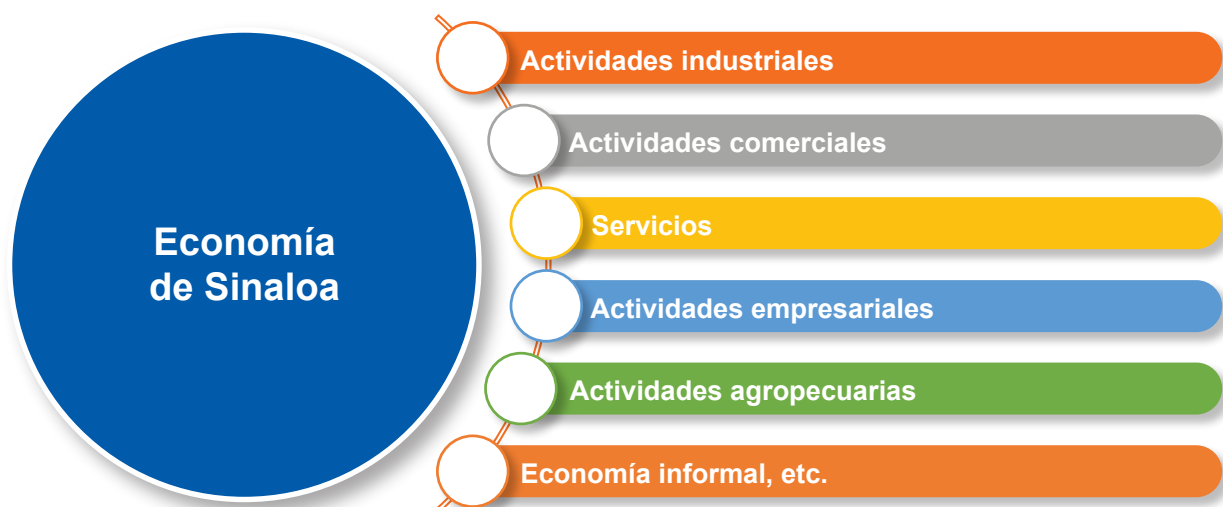 Economía
de Sinaloa
Actividades industriales
Actividades comerciales
Servicios
Actividades empresariales
Actividades agropecuarias
Economía informal, etc.